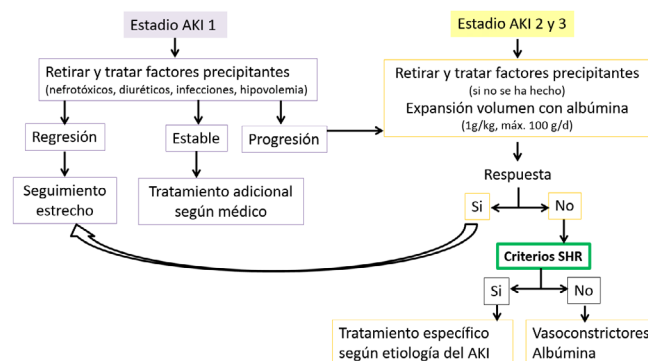 Estadio AKI 1
Estadio AKI 2 y 3
Retirar y tratar factores precipitantes
(nefrotóxicos, diuréticos, infecciones, hipovolemia)
Retirar y tratar factores precipitantes
(si no se ha hecho)
Expansión volumen con albúmina
(1g/kg, máx. 100 g/d)
Regresión
Estable
Progresión
Respuesta
Seguimiento
estrecho
Tratamiento adicional
según médico
Si
No
Criterios SHR
Si
No
Tratamiento específico
según etiología del AKI
Vasoconstrictores
Albúmina